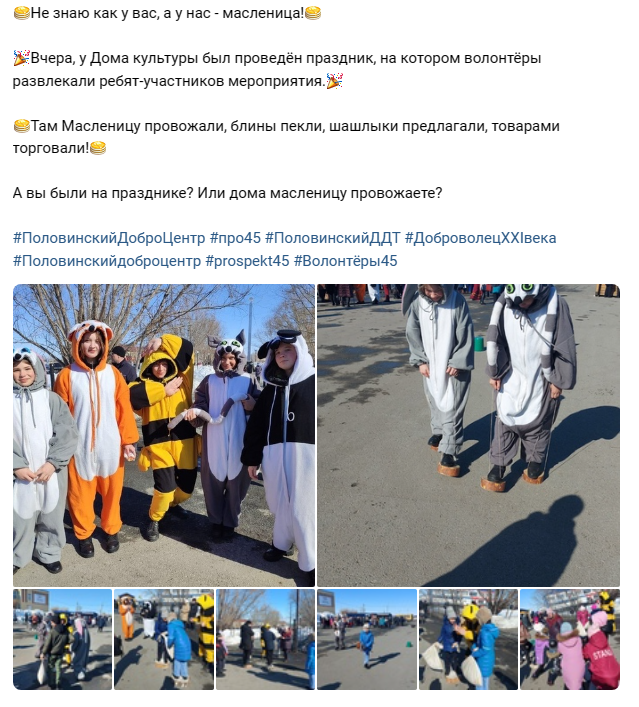 🥞Не знаю как у вас, а у нас - масленица!🥞
🎉Вчера, у Дома культуры был проведён праздник, на котором волонтёры
развлекали ребят-участников мероприятия.🎉
🥞Там Масленицу провожали, блины пекли, шашлыки предлагали, товарами
торговали!🥞
А вы были на празднике? Или дома масленицу провожаете?
#ПоловинскийДоброЦентр #про45 #ПоловинскийДДТ #ДоброволецXXIвека
#Половинскийдоброцентр #prospekt45 #Волонтёры45
STAND